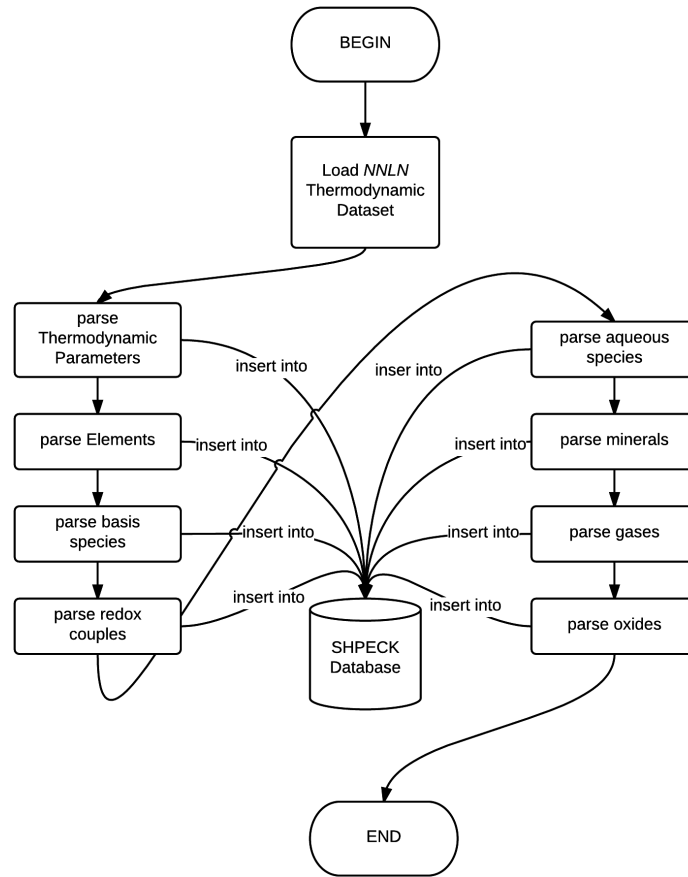 BEGIN
Load NNLN
Thermodynamic
Dataset
parse
Thermodynamic
Parameters
insert into
inser into
parse aqueous
species
parse Elements
insert into
insert into
parse minerals
parse basis
species
insert into
insert into
parse gases
parse redox
couples
insert into
insert into
parse oxides
SHPECK
Database
END